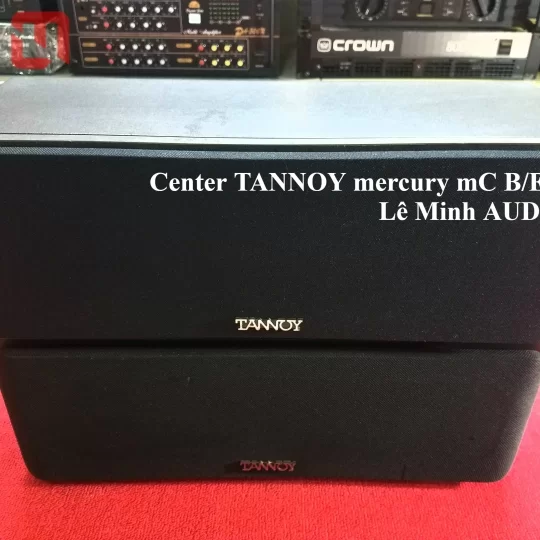 crown
Center TANNOY mercury mC B/E
Lê Minh AUD
TANNOY
TANNOY